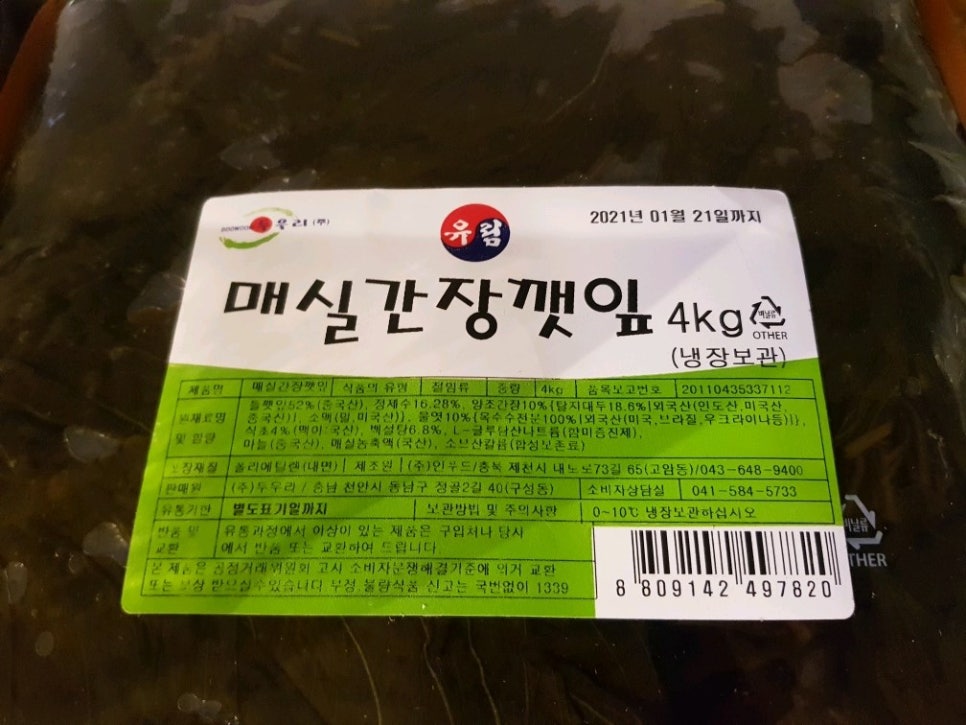 우리(주)
유림
2021년 01월 21일까지
매실간장깻잎 4kg
비닐류
OTHER
(냉장보관)
제품명 매실간장깻잎 식품의 유형 절임류 중량 4kg 품목보고번호 20110435337112
원재료명 및 함량
들깻잎52%(중국산), 정제수16.28%, 양조간장10%{탈지대두18.6%[외국산(인도산,미국산,
중국산)], 소맥(밀,미국산)}, 물엿10%{옥수수전분100%[외국산(미국,브라질,우크라이나등)]},
식초4%(맥아:국산), 백설탕6.8%, L-글루탐산나트륨(향미증진제),
마늘(중국산), 매실농축액(국산), 소브산칼륨(합성보존료)
포장재질 폴리에틸렌(내면) 제조원 (주)인푸드/충북 제천시 내노로73길 65(고암동)/043-648-9400
판매원 (주)두우리 / 충남 천안시 동남구 정골2길 40(구성동) 소비자상담실 041-584-5733
유통기한 별도표기일까지 보관방법 및 주의사항 0~10℃ 냉장보관하십시오
반품 및 교환
유통과정에서 이상이 있는 제품은 구입처나 당사
에서 반품 또는 교환하여 드립니다
본 제품은 공정거래위원회 고시 소비자분쟁해결기준에 의거 교환
또는 보상 받으실수있습니다 부정.불량식품 신고는 국번없이 1339
8 809142 497820
비닐류
THER